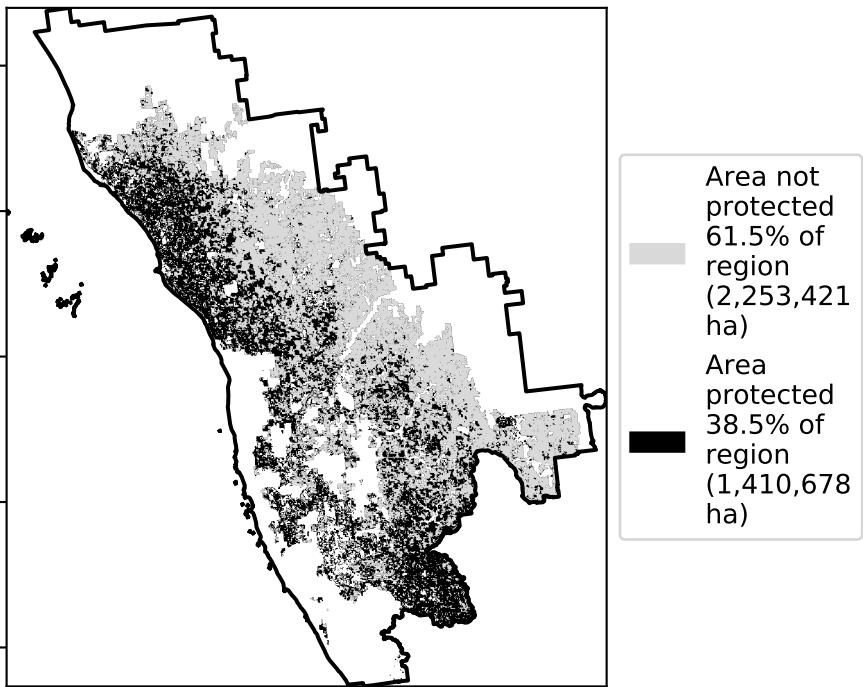 Area not
protected
61.5% of
region
(2,253,421
ha)
Area
protected
38.5% of
region
(1,410,678
ha)